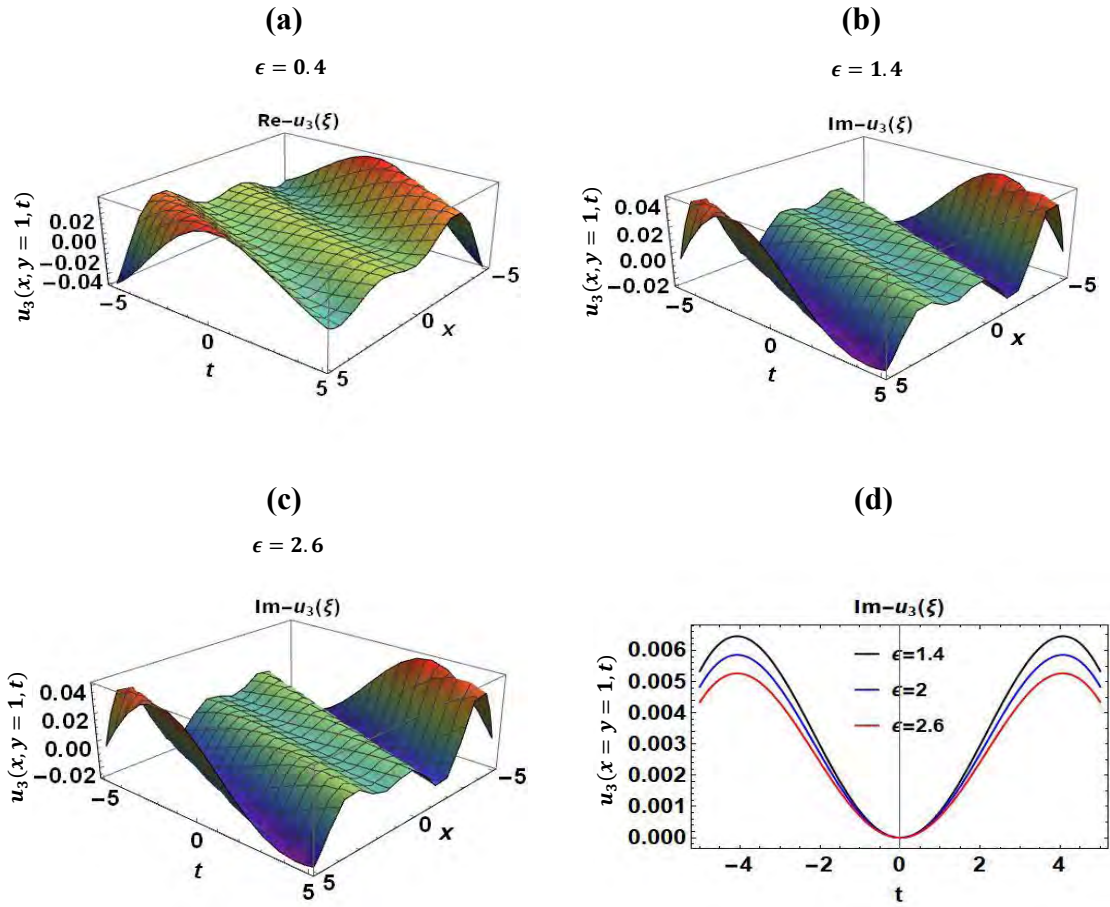 (a)
ϵ = 0.4
Re-u₃(ξ)
u₃(x, y = 1, t)
0.02
0.00
−0.02
−0.04
−5
0
t
5
5
0
x
−5
(b)
ϵ = 1.4
Im-u₃(ξ)
u₃(x, y = 1, t)
0.04
0.02
0.00
−0.02
−5
0
t
5
5
0
x
−5
(c)
ϵ = 2.6
Im-u₃(ξ)
u₃(x, y = 1, t)
0.04
0.02
0.00
−0.02
−5
0
t
5
5
0
x
−5
(d)
Im-u₃(ξ)
u₃(x = y = 1, t)
0.006
0.005
0.004
0.003
0.002
0.001
0.000
ϵ=1.4
ϵ=2
ϵ=2.6
−4
−2
0
2
4
t